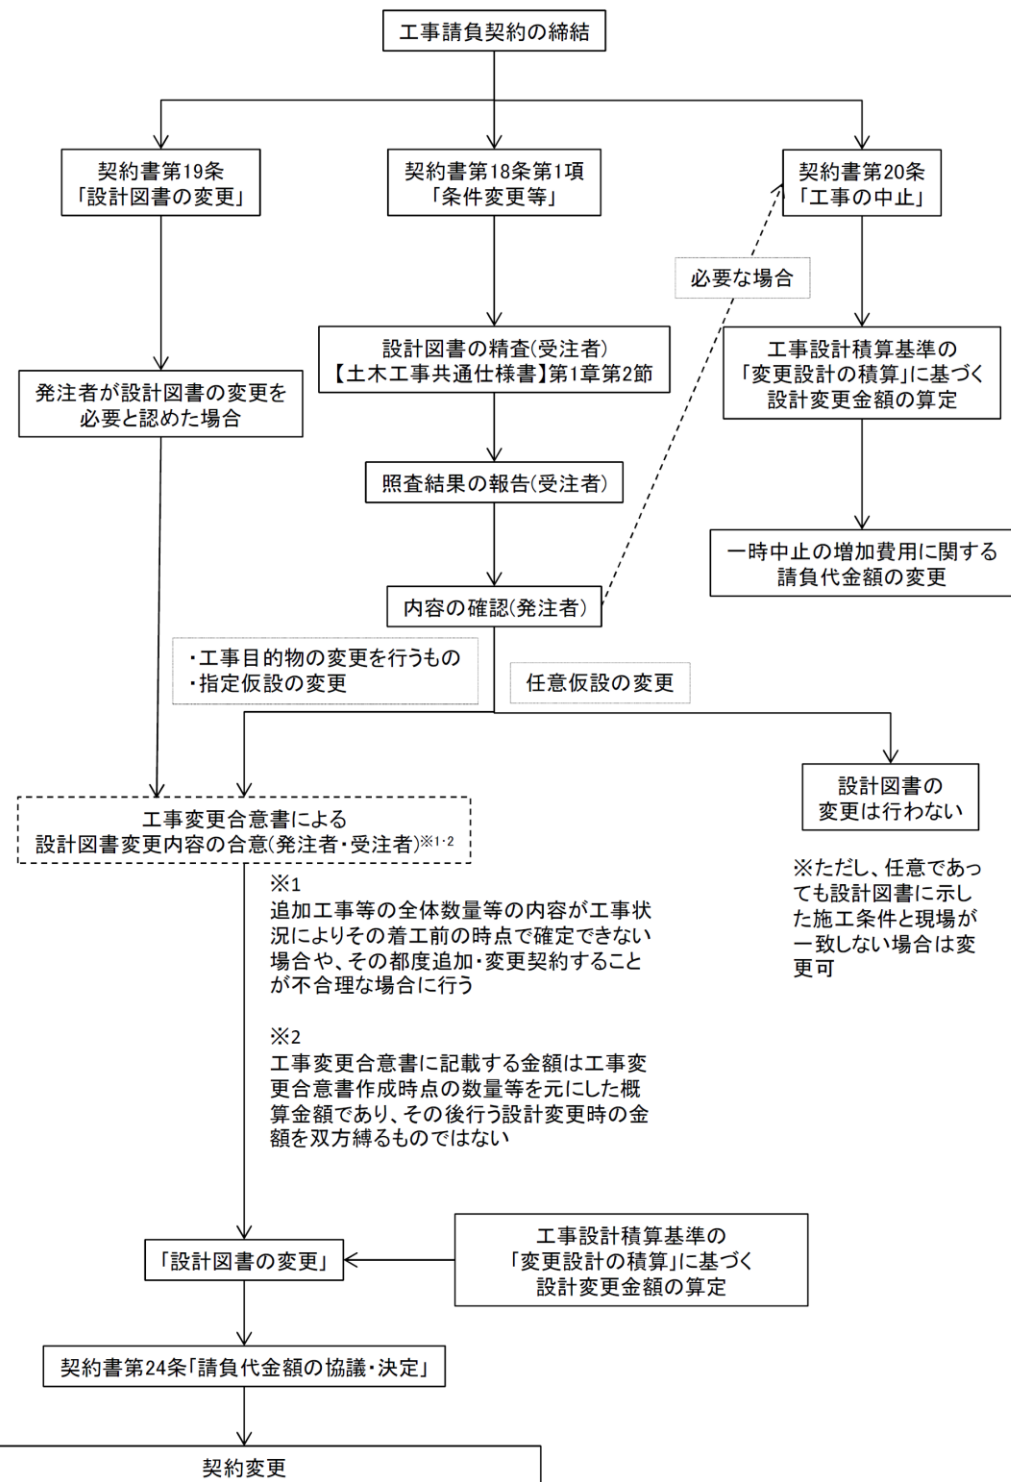 工事請負契約の締結
契約書第19条
「設計図書の変更」
契約書第18条第1項
「条件変更等」
契約書第20条
「工事の中止」
必要な場合
発注者が設計図書の変更を
必要と認めた場合
設計図書の精査(受注者)
【土木工事共通仕様書】第1章第2節
工事設計積算基準の
「変更設計の積算」に基づく
設計変更金額の算定
照査結果の報告(受注者)
一時中止の増加費用に関する
請負代金額の変更
内容の確認(発注者)
・工事目的物の変更を行うもの
・指定仮設の変更
任意仮設の変更
設計図書の
変更は行わない
工事変更合意書による
設計図書変更内容の合意(発注者・受注者)※1・2
※ただし、任意であっ
ても設計図書に示し
た施工条件と現場が
一致しない場合は変
更可
※1
追加工事等の全体数量等の内容が工事状
況によりその着工前の時点で確定できない
場合や、その都度追加・変更契約すること
が不合理な場合に行う
※2
工事変更合意書に記載する金額は工事変
更合意書作成時点の数量等を元にした概
算金額であり、その後行う設計変更時の金
額を双方縛るものではない
「設計図書の変更」
工事設計積算基準の
「変更設計の積算」に基づく
設計変更金額の算定
契約書第24条「請負代金額の協議・決定」
契約変更